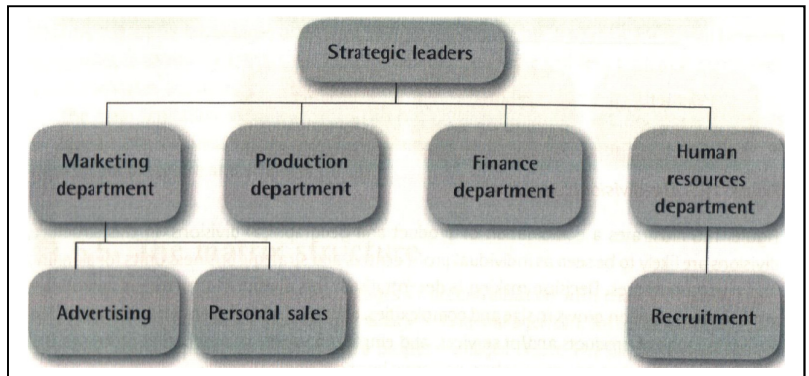 Strategic leaders
Marketing
department
Production
department
Finance
department
Human
resources
department
Advertising
Personal sales
Recruitment